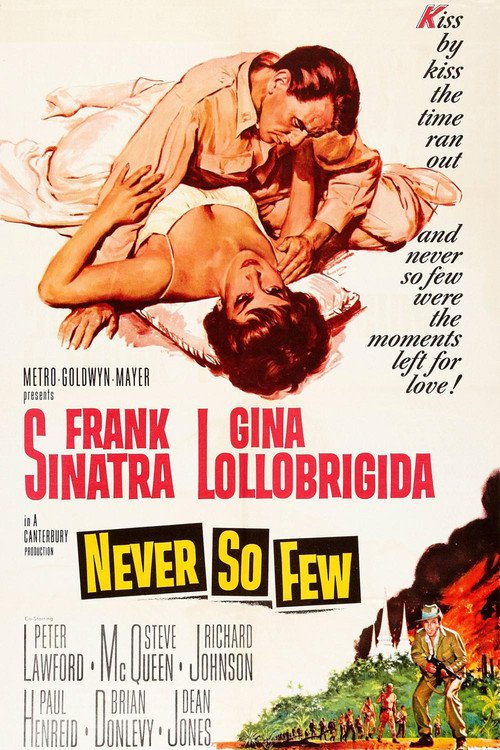 Kiss
by
kiss
the
time
ran
out
and
never
so few
were
the
moments
left for
love!
METRO-GOLDWYN-MAYER
presents
FRANK
SINATRA
GINA
LOLLOBRIGIDA
in A
CANTERBURY
PRODUCTION
NEVER SO FEW
Co-Starring
PETER LAWFORD • STEVE McQUEEN • RICHARD JOHNSON
PAUL HENREID • BRIAN DONLEVY • DEAN JONES